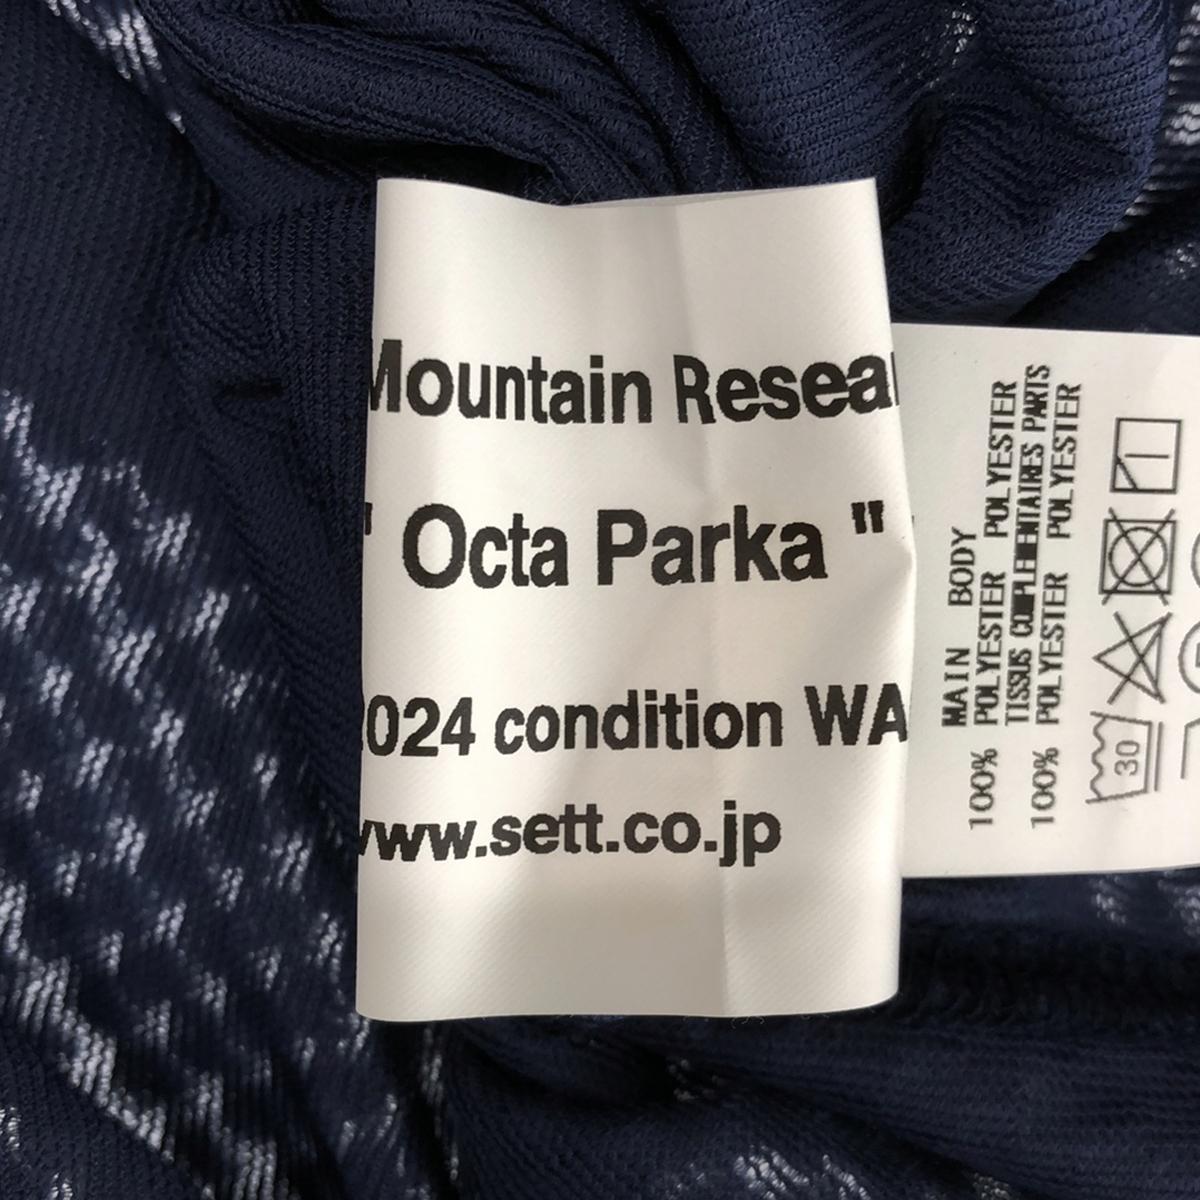 Mountain Resear
" Octa Parka "
2024 condition WA
www.sett.co.jp
MAIN BODY
100% POLYESTER POLYESTER
TISSUS COMPLEMENTAIRES PARTS
100% POLYESTER POLYESTER
30